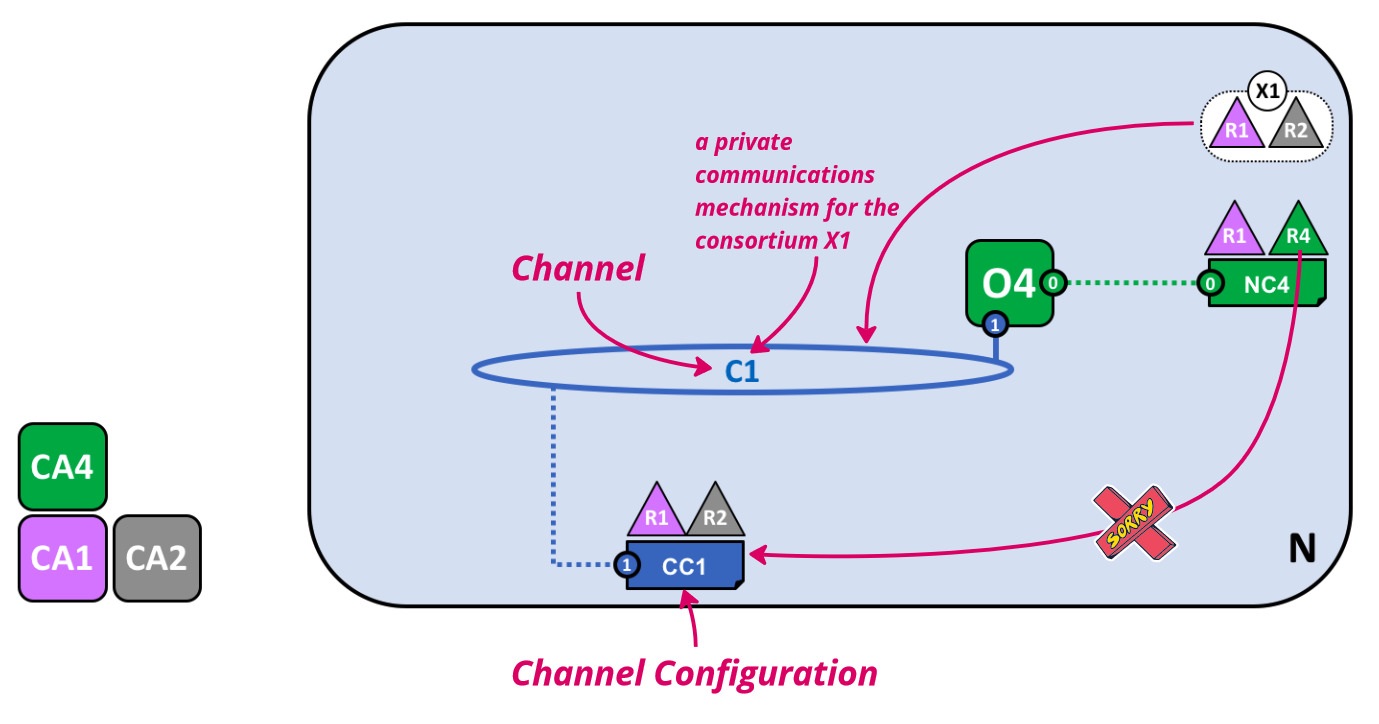 X1
R1 R2
a private
communications
mechanism for the
consortium X1
R1 R4
Channel
O4 0 0 NC4
1
C1
CA4
R1 R2
SORRY
CA1 CA2
1 CC1
N
Channel Configuration